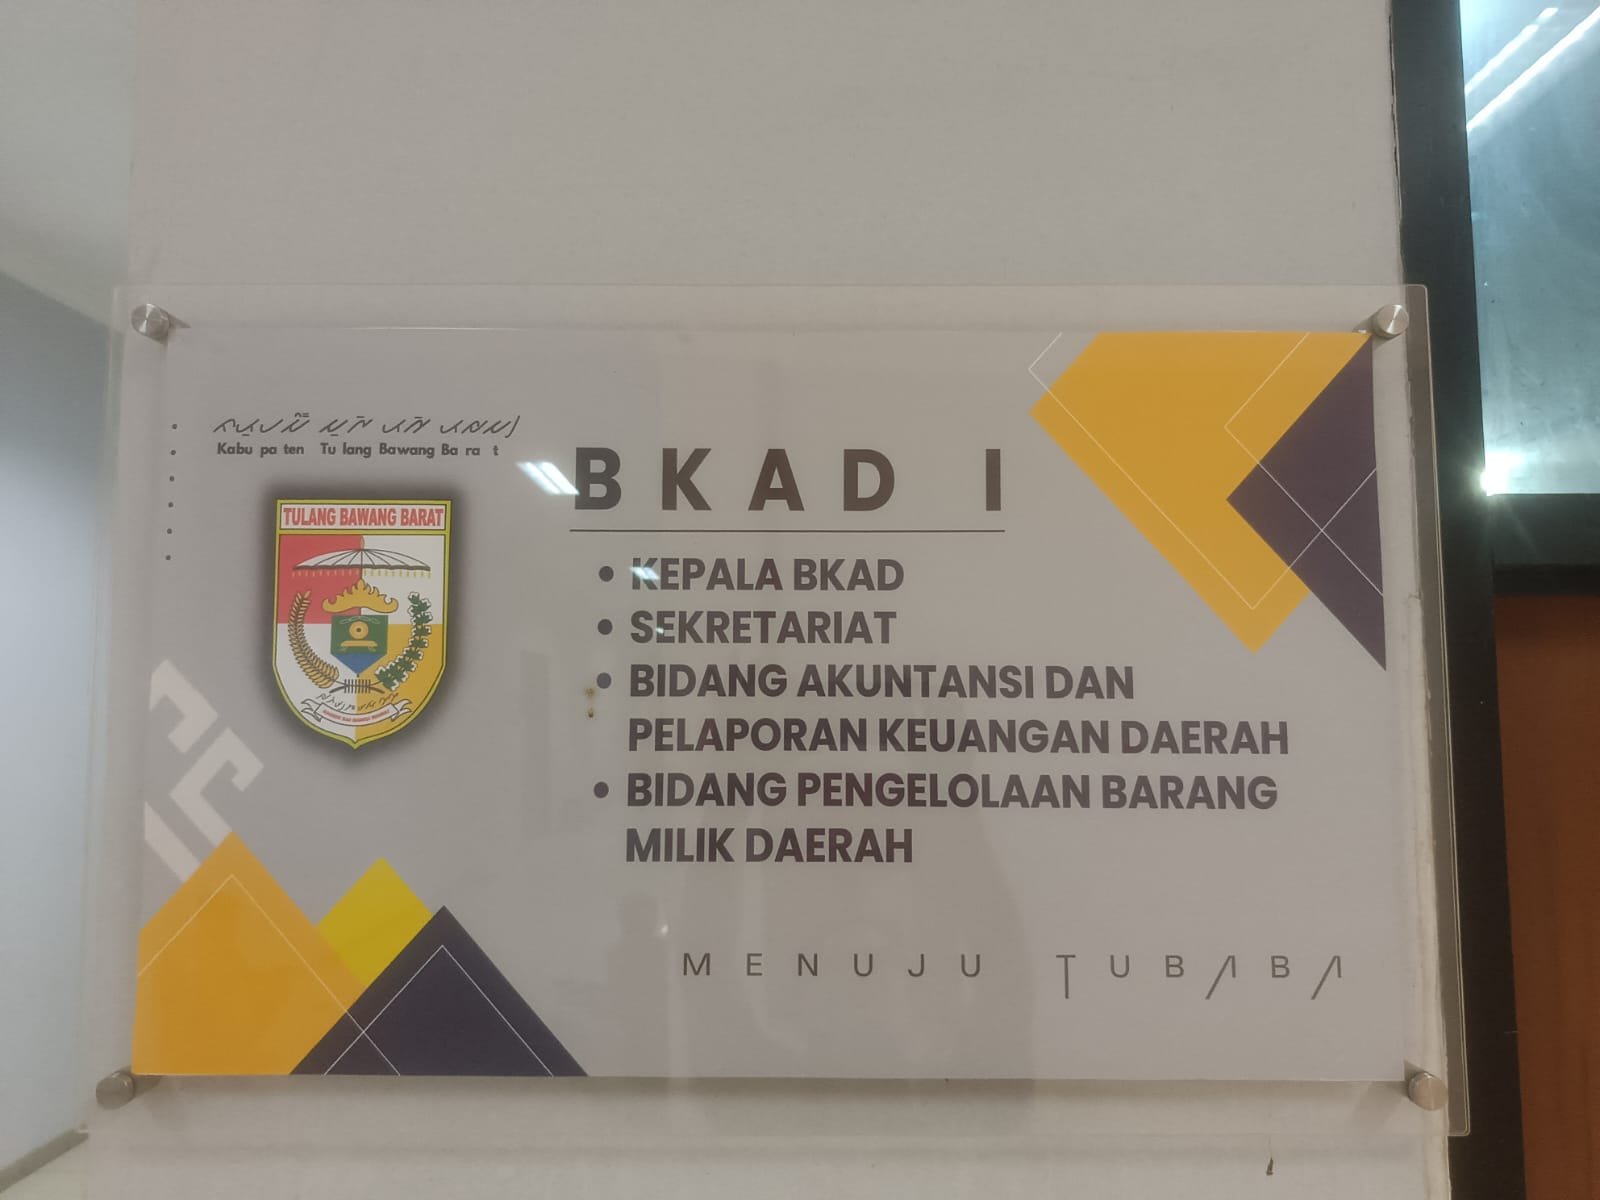 Kabu pa ten Tu lang Bawang Ba ra t
TULANG BAWANG BARAT
BKAD I
• KEPALA BKAD
• SEKRETARIAT
• BIDANG AKUNTANSI DAN
PELAPORAN KEUANGAN DAERAH
• BIDANG PENGELOLAAN BARANG
MILIK DAERAH
MENUJU TUBABA